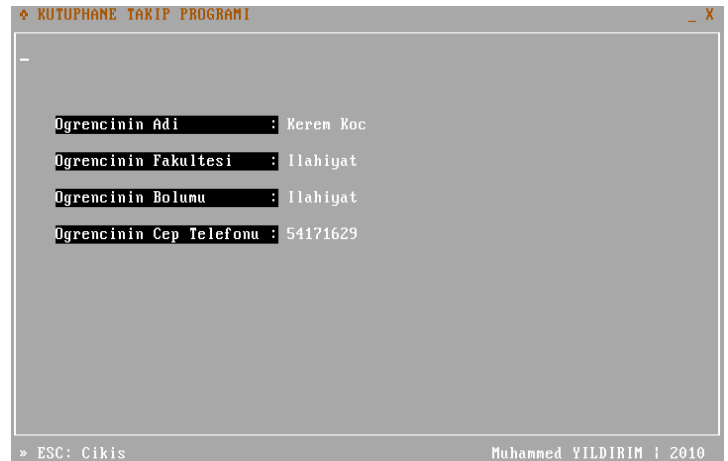 ❖ KUTUPHANE TAKIP PROGRAMI _ X
Ogrencinin Adi : Kerem Koc
Ogrencinin Fakultesi : Ilahiyat
Ogrencinin Bolumu : Ilahiyat
Ogrencinin Cep Telefonu : 54171629
» ESC: Cikis Muhammed YILDIRIM ¦ 2010